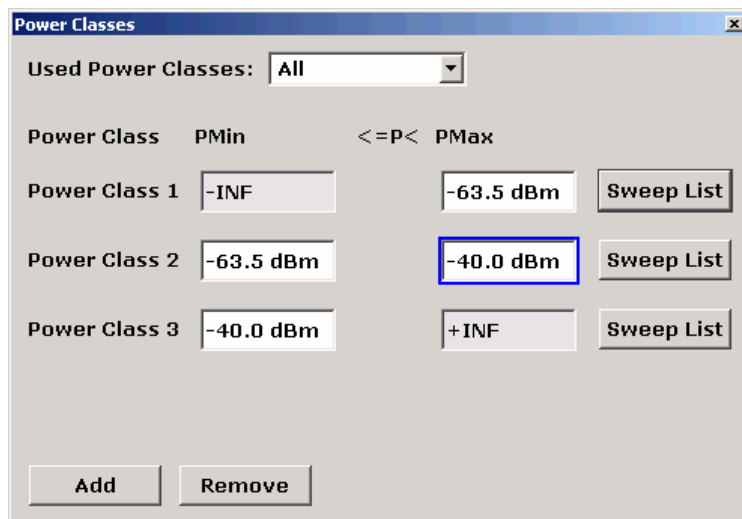 Power Classes
Used Power Classes: All
Power Class PMin <=P< PMax
Power Class 1 -INF -63.5 dBm Sweep List
Power Class 2 -63.5 dBm -40.0 dBm Sweep List
Power Class 3 -40.0 dBm +INF Sweep List
Add Remove